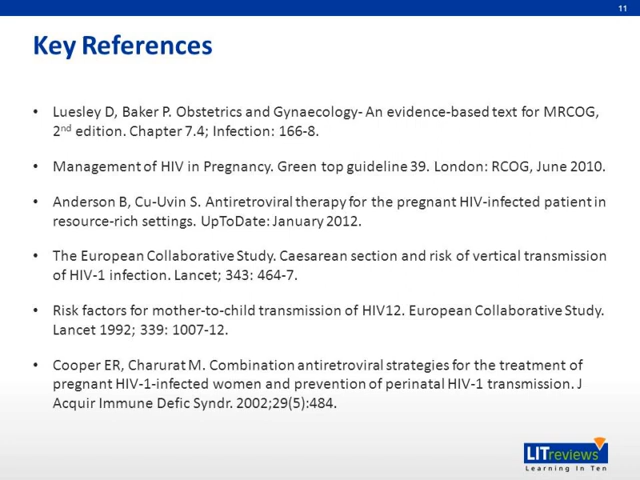 11
Key References
• Luesley D, Baker P. Obstetrics and Gynaecology- An evidence-based text for MRCOG,
2nd edition. Chapter 7.4; Infection: 166-8.
• Management of HIV in Pregnancy. Green top guideline 39. London: RCOG, June 2010.
• Anderson B, Cu-Uvin S. Antiretroviral therapy for the pregnant HIV-infected patient in
resource-rich settings. UpToDate: January 2012.
• The European Collaborative Study. Caesarean section and risk of vertical transmission
of HIV-1 infection. Lancet; 343: 464-7.
• Risk factors for mother-to-child transmission of HIV12. European Collaborative Study.
Lancet 1992; 339: 1007-12.
• Cooper ER, Charurat M. Combination antiretroviral strategies for the treatment of
pregnant HIV-1-infected women and prevention of perinatal HIV-1 transmission. J
Acquir Immune Defic Syndr. 2002;29(5):484.
LITreviews
Learning In Ten